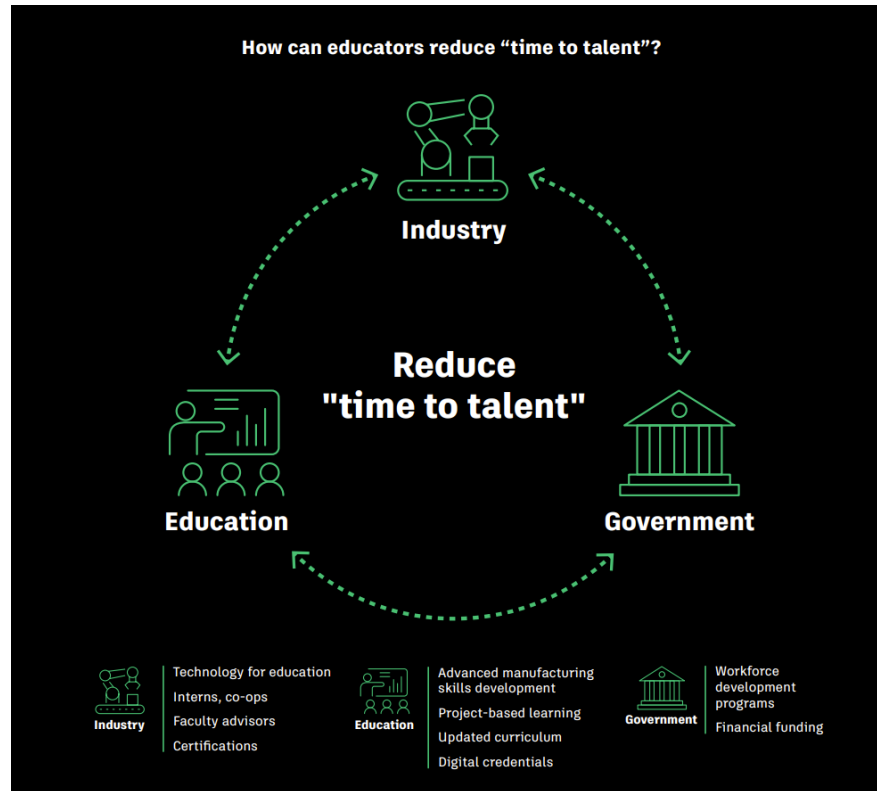 How can educators reduce “time to talent”?
Industry
Reduce
"time to talent"
Education
Government
Industry
Technology for education
Interns, co-ops
Faculty advisors
Certifications
Education
Advanced manufacturing
skills development
Project-based learning
Updated curriculum
Digital credentials
Government
Workforce
development
programs
Financial funding